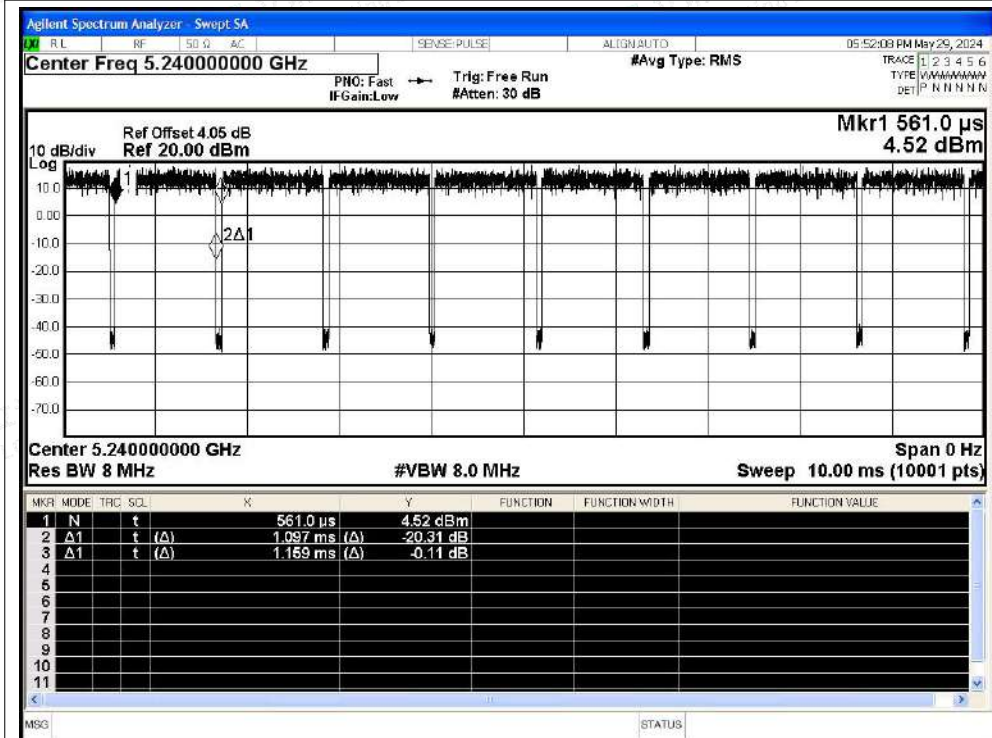 Agilent Spectrum Analyzer - Swept SA
LXI RL RF 50 Ω AC SENSE:PULSE ALIGN AUTO 05:52:08 PM May 29, 2024
Center Freq 5.240000000 GHz #Avg Type: RMS TRACE 1 2 3 4 5 6
PNO: Fast Trig: Free Run TYPE
IFGain:Low #Atten: 30 dB DET P N N N N N
Mkr1 561.0 µs
Ref Offset 4.05 dB
10 dB/div Ref 20.00 dBm 4.52 dBm
Log
1
10.0
0.00
2Δ1
-10.0
-20.0
-30.0
-40.0
-50.0
-60.0
-70.0
Center 5.240000000 GHz Span 0 Hz
Res BW 8 MHz #VBW 8.0 MHz Sweep 10.00 ms (10001 pts)
MKR MODE TRC SCL X Y FUNCTION FUNCTION WIDTH FUNCTION VALUE
1 N t 561.0 µs 4.52 dBm
2 Δ1 t (Δ) 1.097 ms (Δ) -20.31 dB
3 Δ1 t (Δ) 1.159 ms (Δ) -0.11 dB
4
5
6
7
8
9
10
11
MSG STATUS